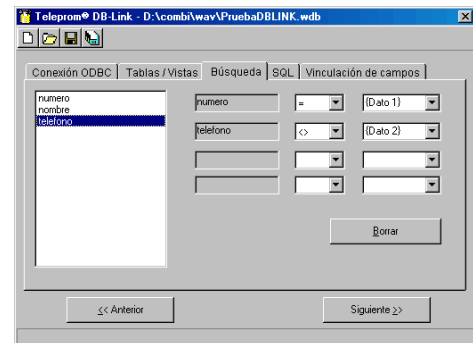 Teleprom® DB-Link - D:\combi\wav\PruebaDBLINK.wdb
Conexión ODBC Tablas / Vistas Búsqueda SQL Vinculación de campos
numero
nombre
telefono
numero = {Dato 1}
telefono <> {Dato 2}
Borrar
<< Anterior Siguiente >>